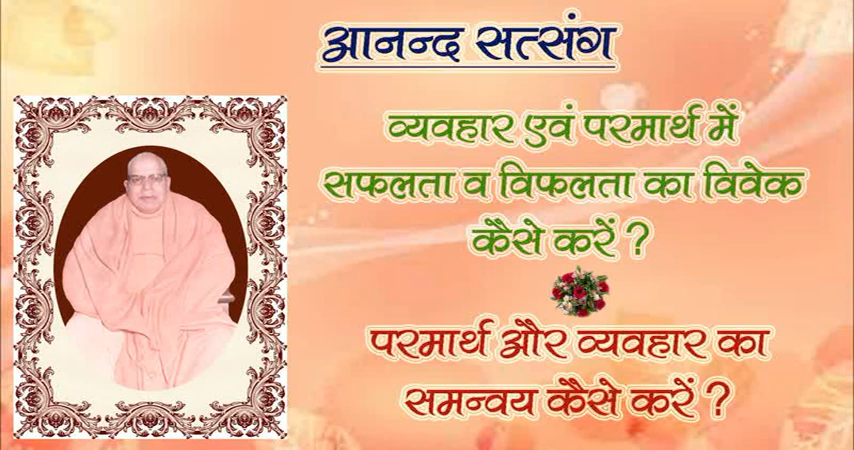 आनन्द सत्संग
व्यवहार एवं परमार्थ में
सफलता व विफलता का विवेक
कैसे करें ?
परमार्थ और व्यवहार का
समन्वय कैसे करें ?